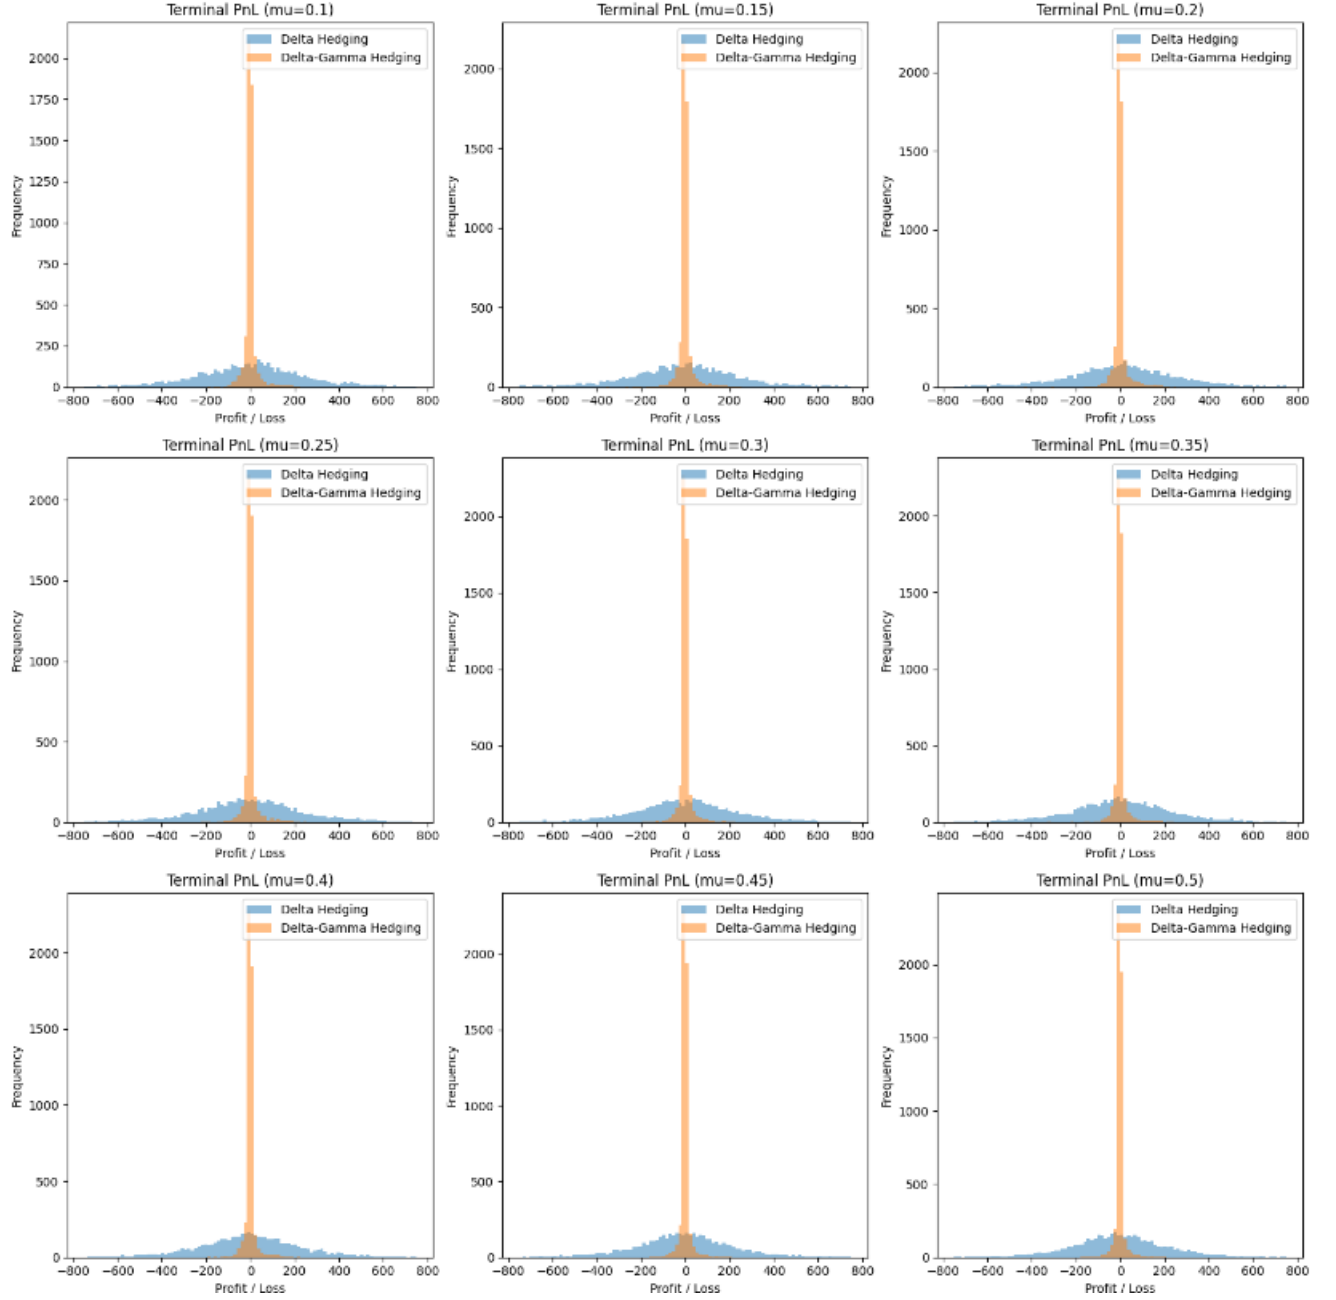 Terminal PnL (mu=0.1)
Delta Hedging
Delta-Gamma Hedging
2000
1750
1500
1250
1000
750
500
250
0
Frequency
−800 −600 −400 −200 0 200 400 600 800
Profit / Loss
Terminal PnL (mu=0.15)
Delta Hedging
Delta-Gamma Hedging
2000
1500
1000
500
0
Frequency
−800 −600 −400 −200 0 200 400 600 800
Profit / Loss
Terminal PnL (mu=0.2)
Delta Hedging
Delta-Gamma Hedging
2000
1500
1000
500
0
Frequency
−800 −600 −400 −200 0 200 400 600 800
Profit / Loss
Terminal PnL (mu=0.25)
Delta Hedging
Delta-Gamma Hedging
2000
1500
1000
500
0
Frequency
−800 −600 −400 −200 0 200 400 600 800
Profit / Loss
Terminal PnL (mu=0.3)
Delta Hedging
Delta-Gamma Hedging
2000
1500
1000
500
0
Frequency
−800 −600 −400 −200 0 200 400 600 800
Profit / Loss
Terminal PnL (mu=0.35)
Delta Hedging
Delta-Gamma Hedging
2000
1500
1000
500
0
Frequency
−800 −600 −400 −200 0 200 400 600 800
Profit / Loss
Terminal PnL (mu=0.4)
Delta Hedging
Delta-Gamma Hedging
2000
1500
1000
500
0
Frequency
−800 −600 −400 −200 0 200 400 600 800
Profit / Loss
Terminal PnL (mu=0.45)
Delta Hedging
Delta-Gamma Hedging
2000
1500
1000
500
0
Frequency
−800 −600 −400 −200 0 200 400 600 800
Profit / Loss
Terminal PnL (mu=0.5)
Delta Hedging
Delta-Gamma Hedging
2000
1500
1000
500
0
Frequency
−800 −600 −400 −200 0 200 400 600 800
Profit / Loss